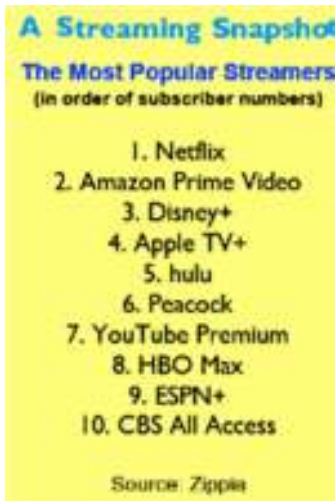 A Streaming Snapshot
The Most Popular Streamers
(in order of subscriber numbers)
1. Netflix
2. Amazon Prime Video
3. Disney+
4. Apple TV+
5. hulu
6. Peacock
7. YouTube Premium
8. HBO Max
9. ESPN+
10. CBS All Access
Source: Zippia